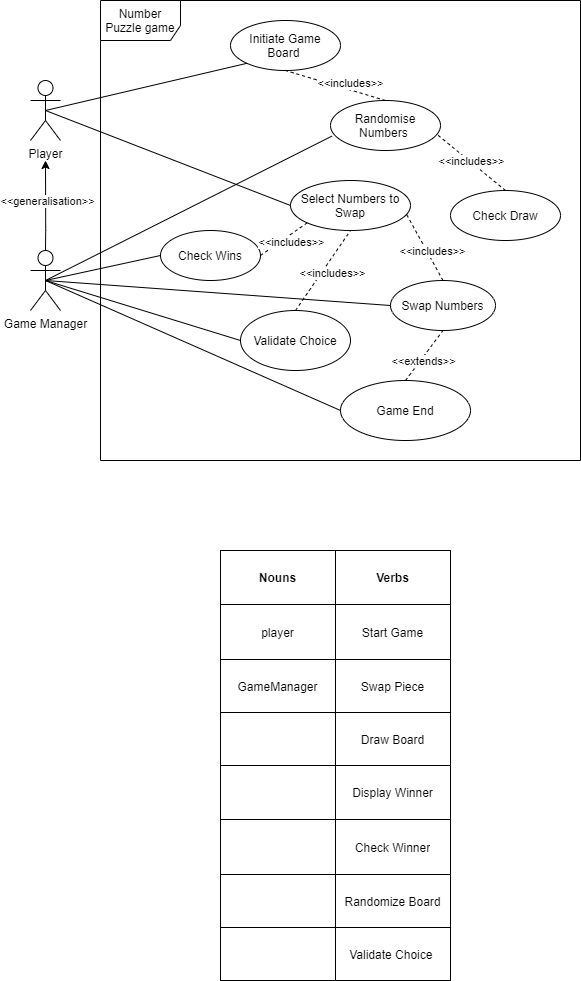 Number
Puzzle game
Initiate Game
Board
<<includes>>
Randomise
Numbers
Player
<<includes>>
<<generalisation>>
Select Numbers to
Swap
Check Draw
Check Wins
<<includes>>
<<includes>>
<<includes>>
Game Manager
Swap Numbers
Validate Choice
<<extends>>
Game End
Nouns Verbs
player Start Game
GameManager Swap Piece
Draw Board
Display Winner
Check Winner
Randomize Board
Validate Choice